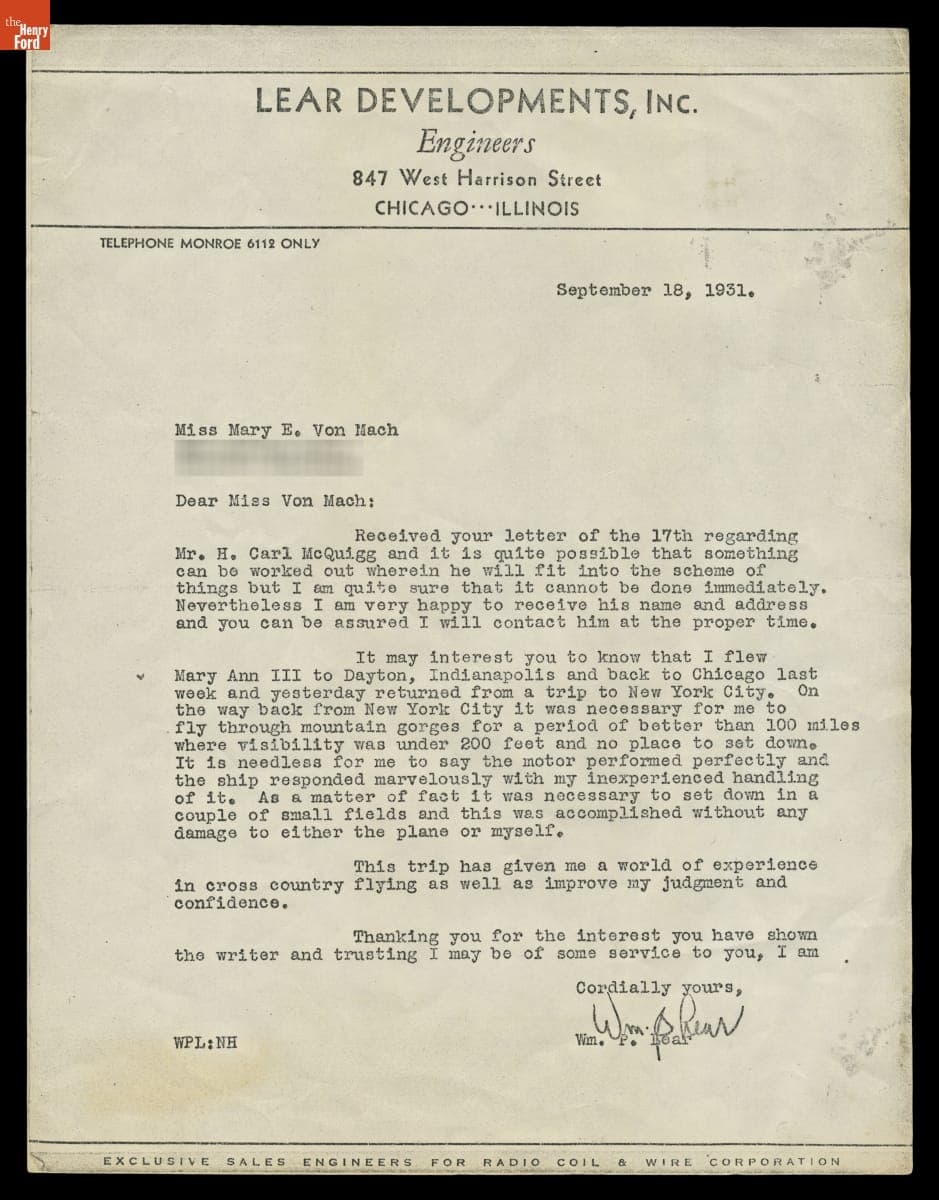 the
Henry
Ford
LEAR DEVELOPMENTS, INC.
Engineers
847 West Harrison Street
CHICAGO···ILLINOIS
TELEPHONE MONROE 6112 ONLY
September 18, 1931.
Miss Mary E. Von Mach
Dear Miss Von Mach:
Received your letter of the 17th regarding
Mr. H. Carl McQuigg and it is quite possible that something
can be worked out wherein he will fit into the scheme of
things but I am quite sure that it cannot be done immediately.
Nevertheless I am very happy to receive his name and address
and you can be assured I will contact him at the proper time.
It may interest you to know that I flew
Mary Ann III to Dayton, Indianapolis and back to Chicago last
week and yesterday returned from a trip to New York City. On
the way back from New York City it was necessary for me to
fly through mountain gorges for a period of better than 100 miles
where visibility was under 200 feet and no place to set down.
It is needless for me to say the motor performed perfectly and
the ship responded marvelously with my inexperienced handling
of it. As a matter of fact it was necessary to set down in a
couple of small fields and this was accomplished without any
damage to either the plane or myself.
This trip has given me a world of experience
in cross country flying as well as improve my judgment and
confidence.
Thanking you for the interest you have shown
the writer and trusting I may be of some service to you, I am
Cordially yours,
Wm. P Lear
Wm. P. Lear
WPL:NH
EXCLUSIVE SALES ENGINEERS FOR RADIO COIL & WIRE CORPORATION